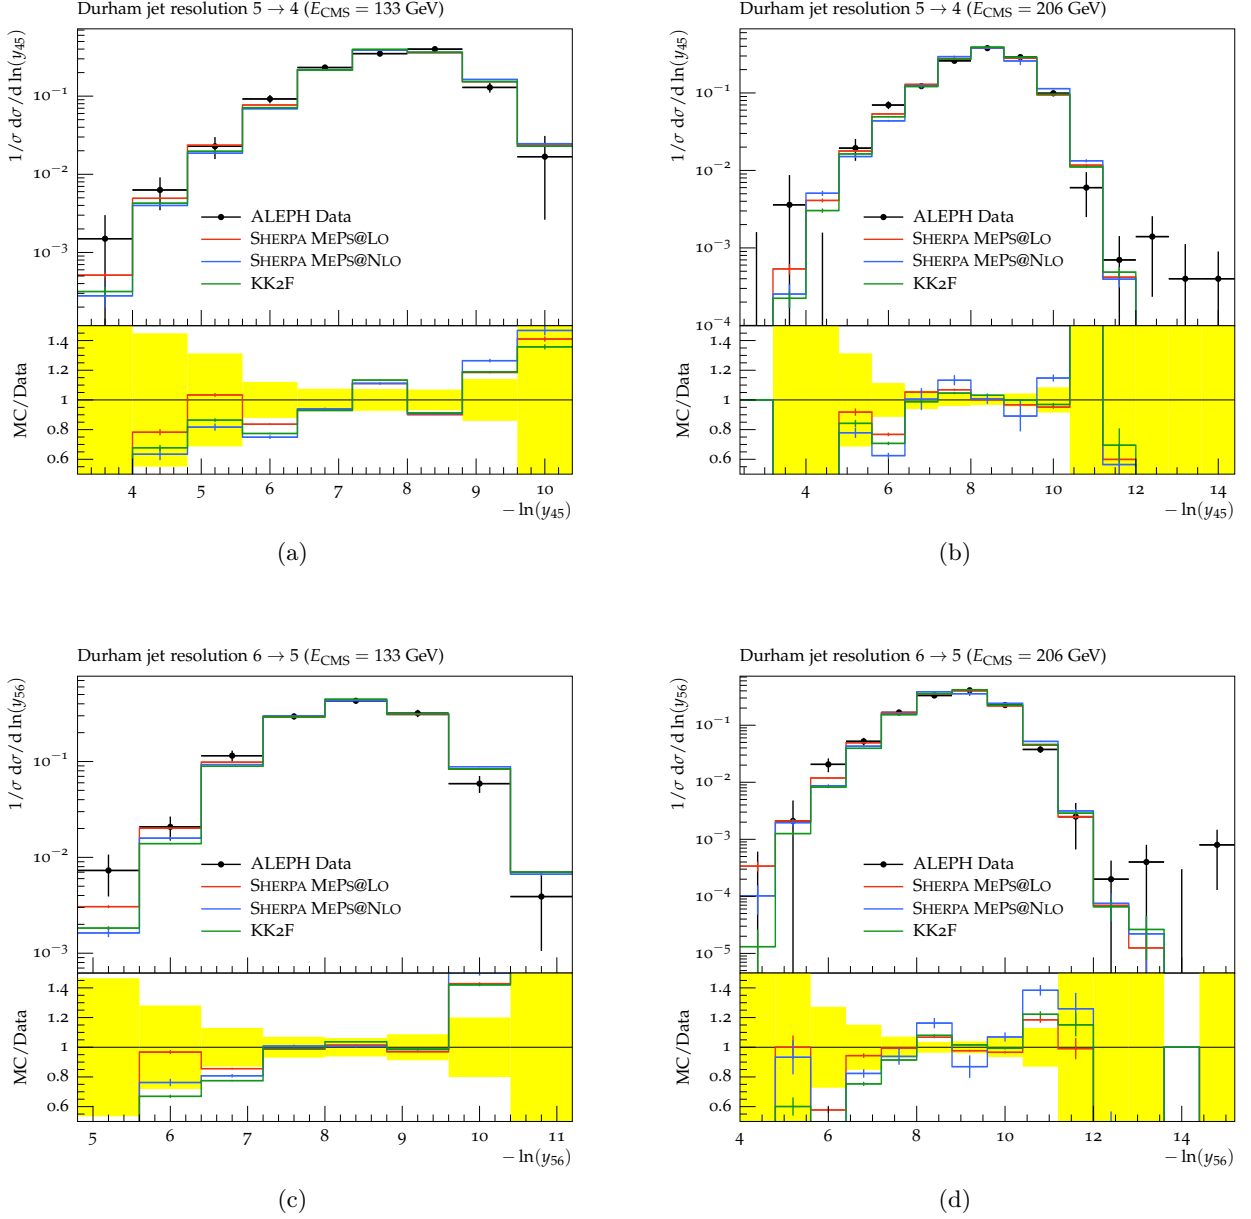 Durham jet resolution 5 → 4 (E_CMS = 133 GeV)
1/σ dσ/d ln(y_45)
10^−1
10^−2
10^−3
ALEPH Data
SHERPA MEPS@LO
SHERPA MEPS@NLO
KK2F
MC/Data
1.4
1.2
1
0.8
0.6
4 5 6 7 8 9 10
− ln(y_45)
(a)
Durham jet resolution 5 → 4 (E_CMS = 206 GeV)
1/σ dσ/d ln(y_45)
10^−1
10^−2
10^−3
10^−4
ALEPH Data
SHERPA MEPS@LO
SHERPA MEPS@NLO
KK2F
MC/Data
1.4
1.2
1
0.8
0.6
4 6 8 10 12 14
− ln(y_45)
(b)
Durham jet resolution 6 → 5 (E_CMS = 133 GeV)
1/σ dσ/d ln(y_56)
10^−1
10^−2
10^−3
ALEPH Data
SHERPA MEPS@LO
SHERPA MEPS@NLO
KK2F
MC/Data
1.4
1.2
1
0.8
0.6
5 6 7 8 9 10 11
− ln(y_56)
(c)
Durham jet resolution 6 → 5 (E_CMS = 206 GeV)
1/σ dσ/d ln(y_56)
10^−1
10^−2
10^−3
10^−4
10^−5
ALEPH Data
SHERPA MEPS@LO
SHERPA MEPS@NLO
KK2F
MC/Data
1.4
1.2
1
0.8
0.6
4 6 8 10 12 14
− ln(y_56)
(d)